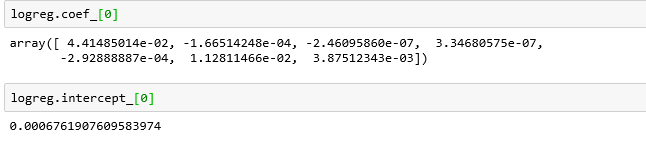 logreg.coef_[0]
array([ 4.41485014e-02, -1.66514248e-04, -2.46095860e-07,  3.34680575e-07,
       -2.92888887e-04,  1.12811466e-02,  3.87512343e-03])
logreg.intercept_[0]
0.0006761907609583974